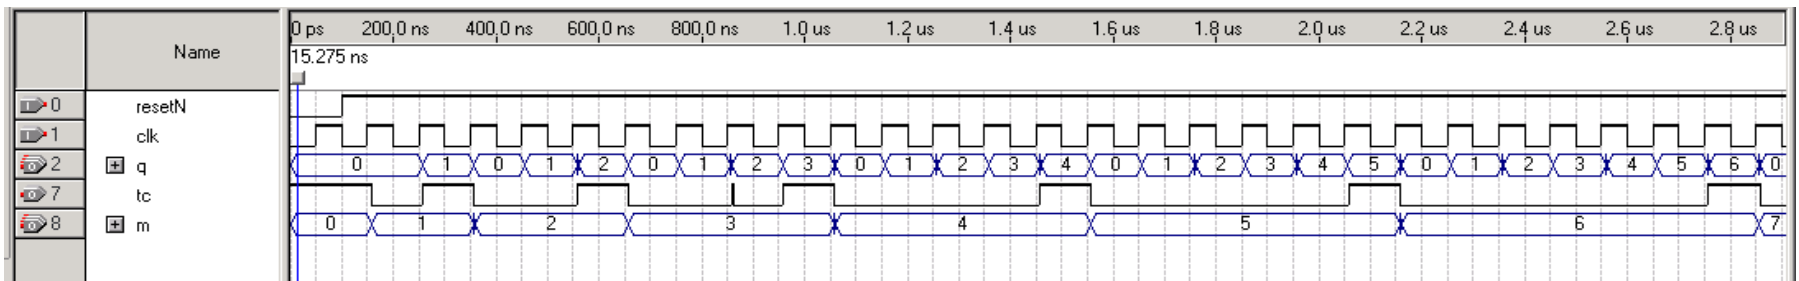 0 ps 200.0 ns 400.0 ns 600.0 ns 800.0 ns 1.0 us 1.2 us 1.4 us 1.6 us 1.8 us 2.0 us 2.2 us 2.4 us 2.6 us 2.8 us
Name
15.275 ns
0 resetN
1 clk
2 q 0 1 0 1 2 0 1 2 3 0 1 2 3 4 0 1 2 3 4 5 0 1 2 3 4 5 6 0
7 tc
8 m 0 1 2 3 4 5 6 7